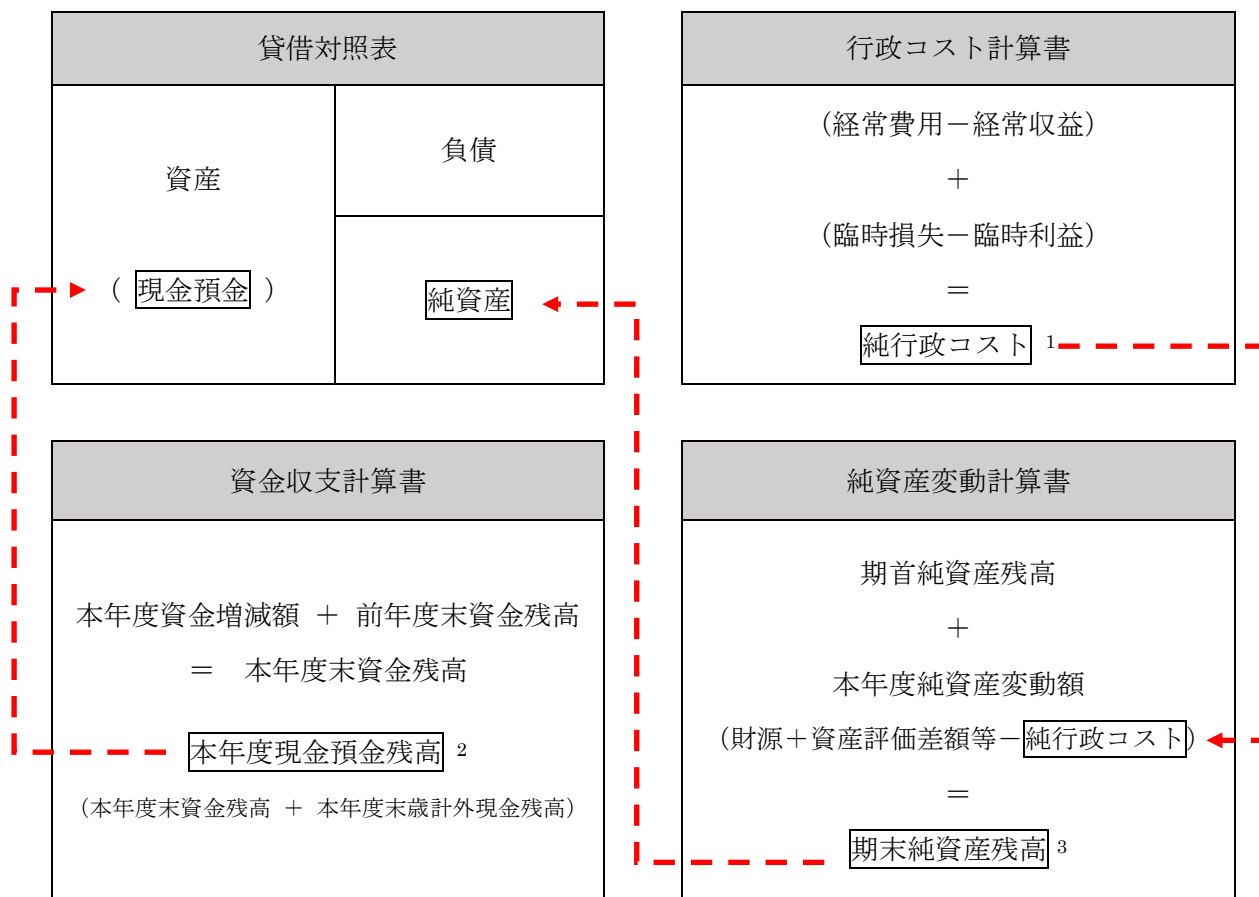 貸借対照表
資産
( 現金預金 )
負債
純資産
行政コスト計算書
(経常費用－経常収益)
＋
(臨時損失－臨時利益)
＝
純行政コスト 1
資金収支計算書
本年度資金増減額 ＋ 前年度末資金残高
＝ 本年度末資金残高
本年度現金預金残高 2
(本年度末資金残高 ＋ 本年度末歳計外現金残高)
純資産変動計算書
期首純資産残高
＋
本年度純資産変動額
(財源＋資産評価差額等－純行政コスト)
＝
期末純資産残高 3